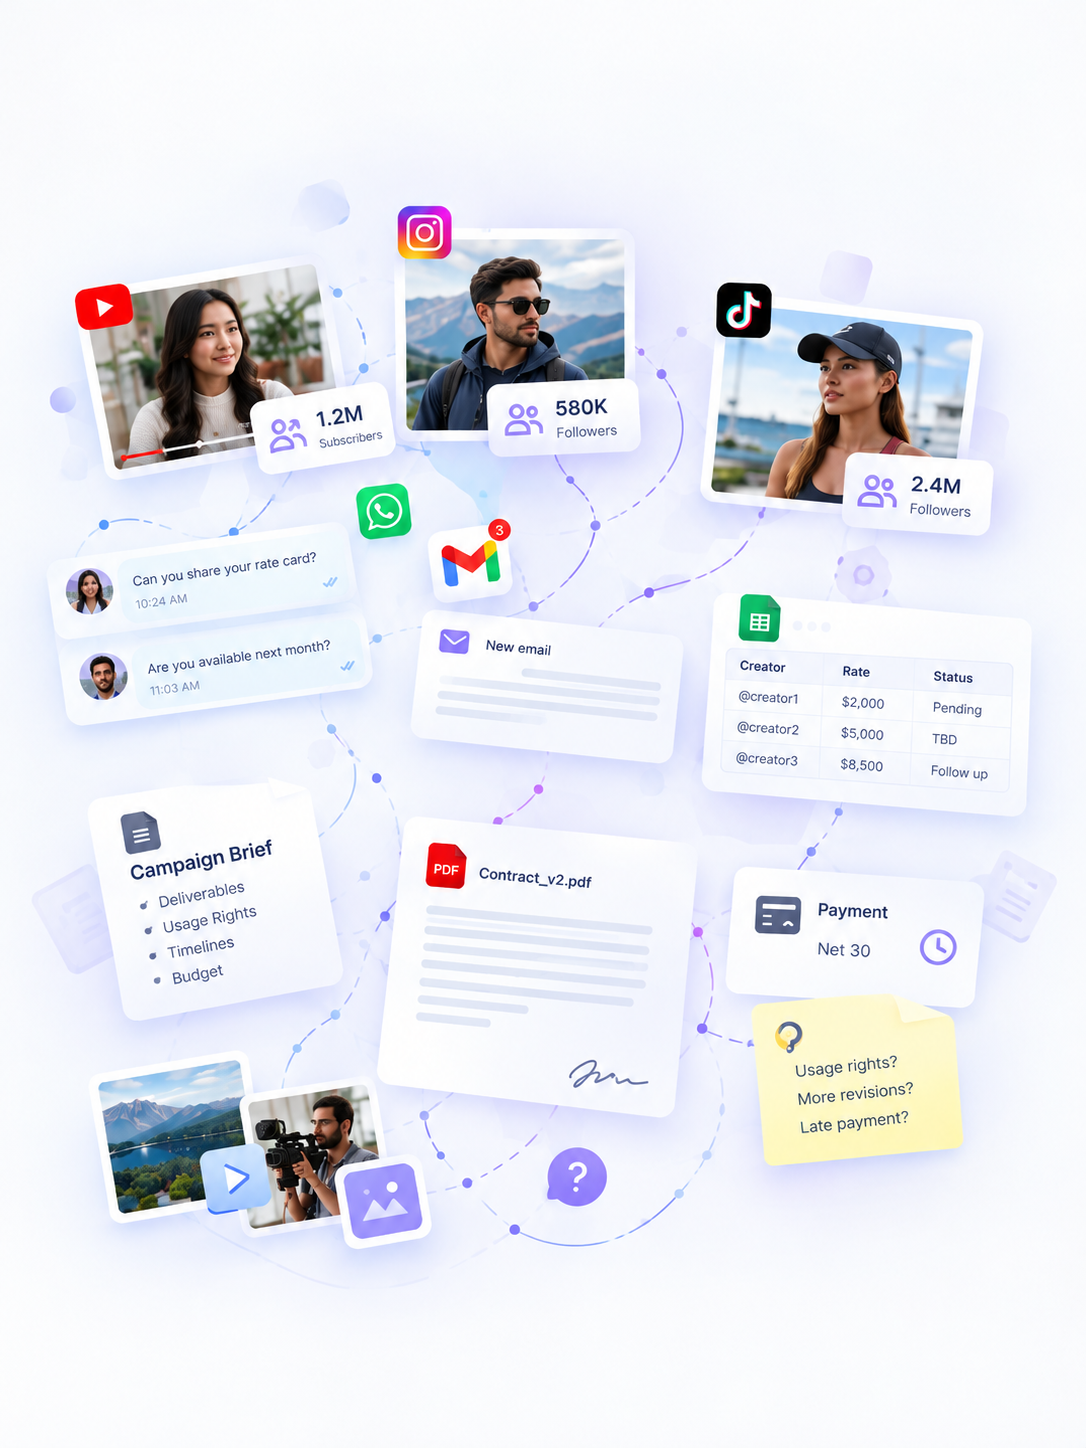 1.2M
Subscribers
580K
Followers
2.4M
Followers
Can you share your rate card?
10:24 AM
Are you available next month?
11:03 AM
3
New email
Creator Rate Status
@creator1 $2,000 Pending
@creator2 $5,000 TBD
@creator3 $8,500 Follow up
Campaign Brief
Deliverables
Usage Rights
Timelines
Budget
PDF
Contract_v2.pdf
Payment
Net 30
Usage rights?
More revisions?
Late payment?
?